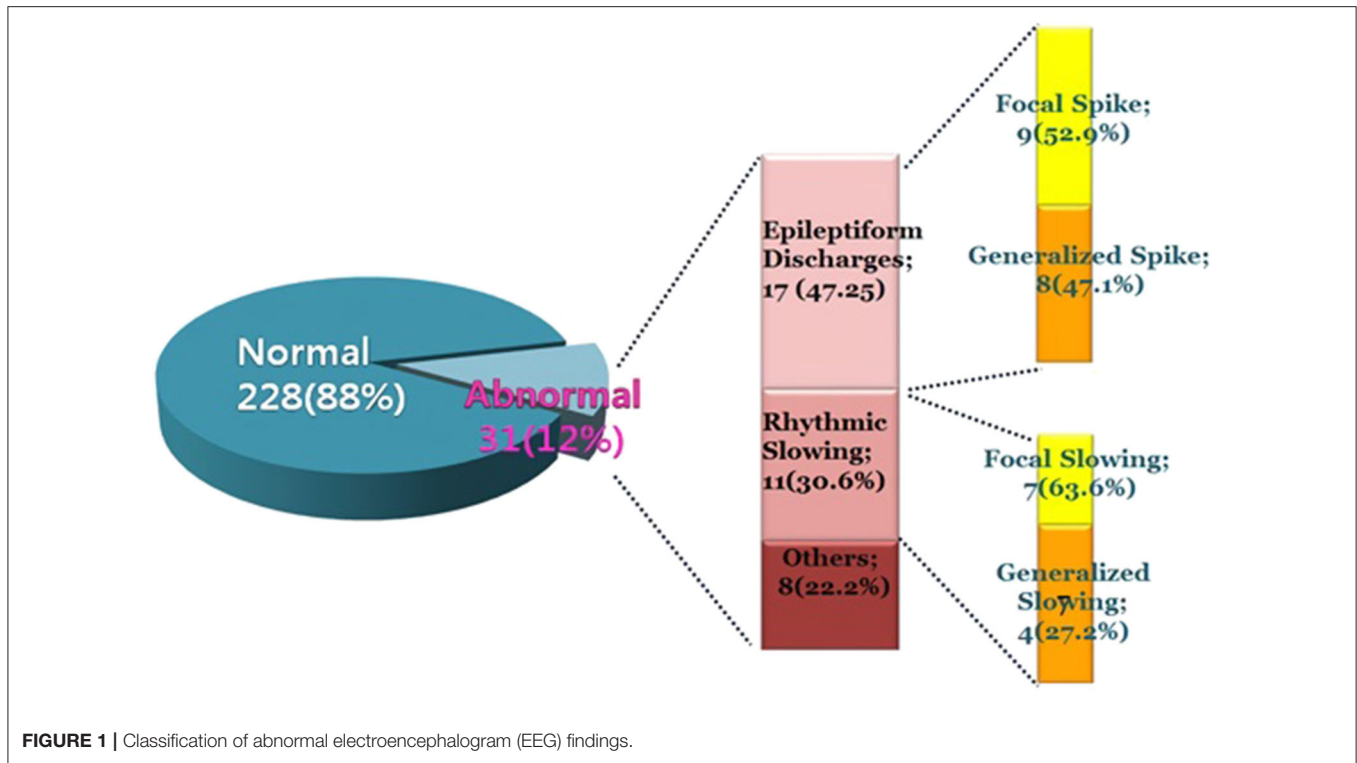 Normal
228(88%)
Abnormal
31(12%)
Epileptiform
Discharges;
17 (47.25)
Rhythmic
Slowing;
11(30.6%)
Others;
8(22.2%)
Focal Spike;
9(52.9%)
Generalized Spike;
8(47.1%)
Focal Slowing;
7(63.6%)
Generalized
Slowing;
7
4(27.2%)
FIGURE 1 | Classification of abnormal electroencephalogram (EEG) findings.